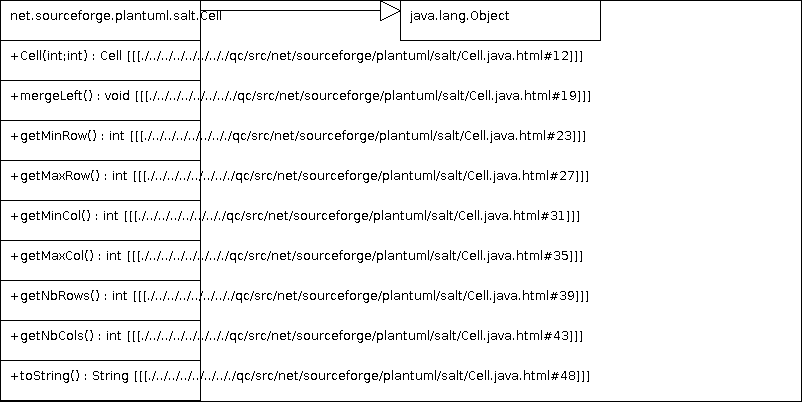 net.sourceforge.plantuml.salt.Cell
java.lang.Object
+Cell(int;int) : Cell [[[./../../../../../.././qc/src/net/sourceforge/plantuml/salt/Cell.java.html#12]]]
+mergeLeft() : void [[[./../../../../../.././qc/src/net/sourceforge/plantuml/salt/Cell.java.html#19]]]
+getMinRow() : int [[[./../../../../../.././qc/src/net/sourceforge/plantuml/salt/Cell.java.html#23]]]
+getMaxRow() : int [[[./../../../../../.././qc/src/net/sourceforge/plantuml/salt/Cell.java.html#27]]]
+getMinCol() : int [[[./../../../../../.././qc/src/net/sourceforge/plantuml/salt/Cell.java.html#31]]]
+getMaxCol() : int [[[./../../../../../.././qc/src/net/sourceforge/plantuml/salt/Cell.java.html#35]]]
+getNbRows() : int [[[./../../../../../.././qc/src/net/sourceforge/plantuml/salt/Cell.java.html#39]]]
+getNbCols() : int [[[./../../../../../.././qc/src/net/sourceforge/plantuml/salt/Cell.java.html#43]]]
+toString() : String [[[./../../../../../.././qc/src/net/sourceforge/plantuml/salt/Cell.java.html#48]]]